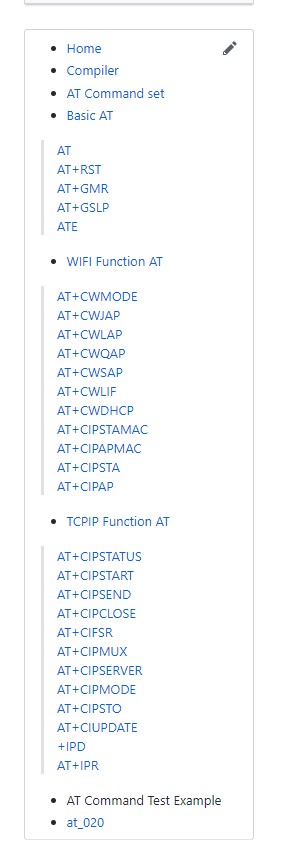 Home
Compiler
AT Command set
Basic AT
AT
AT+RST
AT+GMR
AT+GSLP
ATE
WIFI Function AT
AT+CWMODE
AT+CWJAP
AT+CWLAP
AT+CWQAP
AT+CWSAP
AT+CWLIF
AT+CWDHCP
AT+CIPSTAMAC
AT+CIPAPMAC
AT+CIPSTA
AT+CIPAP
TCPIP Function AT
AT+CIPSTATUS
AT+CIPSTART
AT+CIPSEND
AT+CIPCLOSE
AT+CIFSR
AT+CIPMUX
AT+CIPSERVER
AT+CIPMODE
AT+CIPSTO
AT+CIUPDATE
+IPD
AT+IPR
AT Command Test Example
at_020